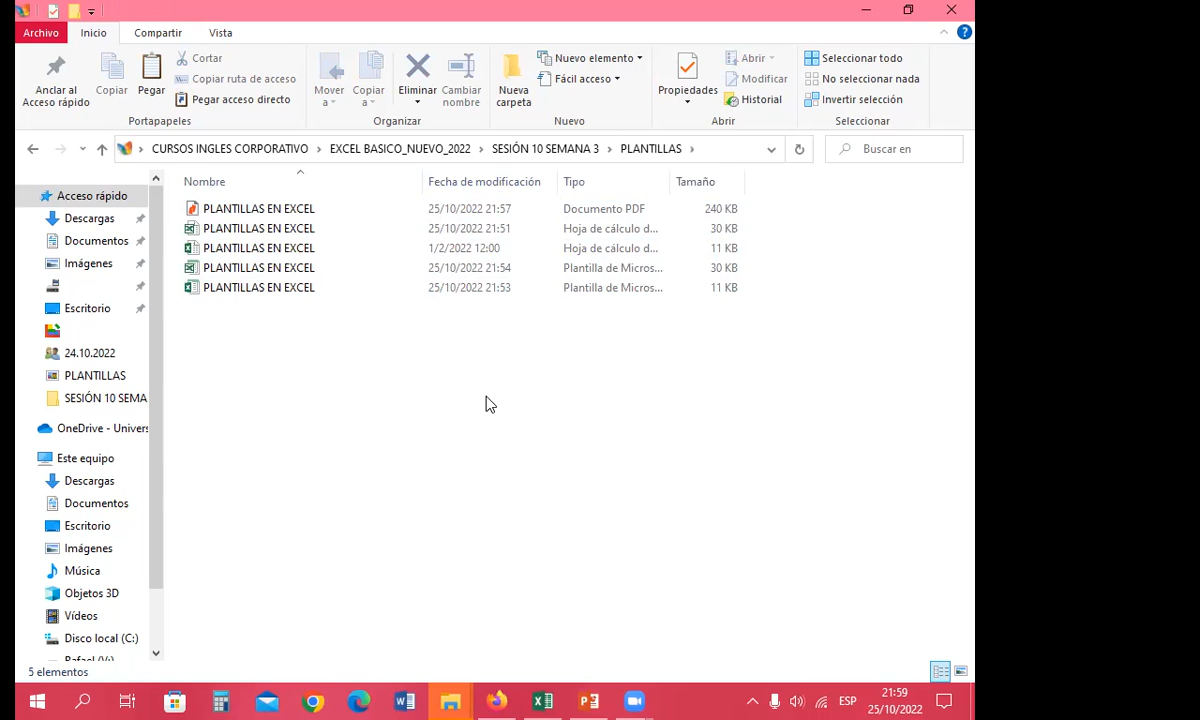 Archivo Inicio Compartir Vista
Anclar al Acceso rápido
Copiar
Pegar
Cortar
Copiar ruta de acceso
Pegar acceso directo
Portapapeles
Mover a
Copiar a
Eliminar
Cambiar nombre
Organizar
Nueva carpeta
Nuevo elemento
Fácil acceso
Nuevo
Propiedades
Abrir
Modificar
Historial
Abrir
Seleccionar todo
No seleccionar nada
Invertir selección
Seleccionar
CURSOS INGLES CORPORATIVO > EXCEL BASICO_NUEVO_2022 > SESIÓN 10 SEMANA 3 > PLANTILLAS >
Buscar en
Nombre Fecha de modificación Tipo Tamaño
PLANTILLAS EN EXCEL 25/10/2022 21:57 Documento PDF 240 KB
PLANTILLAS EN EXCEL 25/10/2022 21:51 Hoja de cálculo d... 30 KB
PLANTILLAS EN EXCEL 1/2/2022 12:00 Hoja de cálculo d... 11 KB
PLANTILLAS EN EXCEL 25/10/2022 21:54 Plantilla de Micros... 30 KB
PLANTILLAS EN EXCEL 25/10/2022 21:53 Plantilla de Micros... 11 KB
Acceso rápido
Descargas
Documentos
Imágenes
Escritorio
24.10.2022
PLANTILLAS
SESIÓN 10 SEMA
OneDrive - Univers
Este equipo
Descargas
Documentos
Escritorio
Imágenes
Música
Objetos 3D
Vídeos
Disco local (C:)
Rafael (V:)
5 elementos
ESP
21:59
25/10/2022